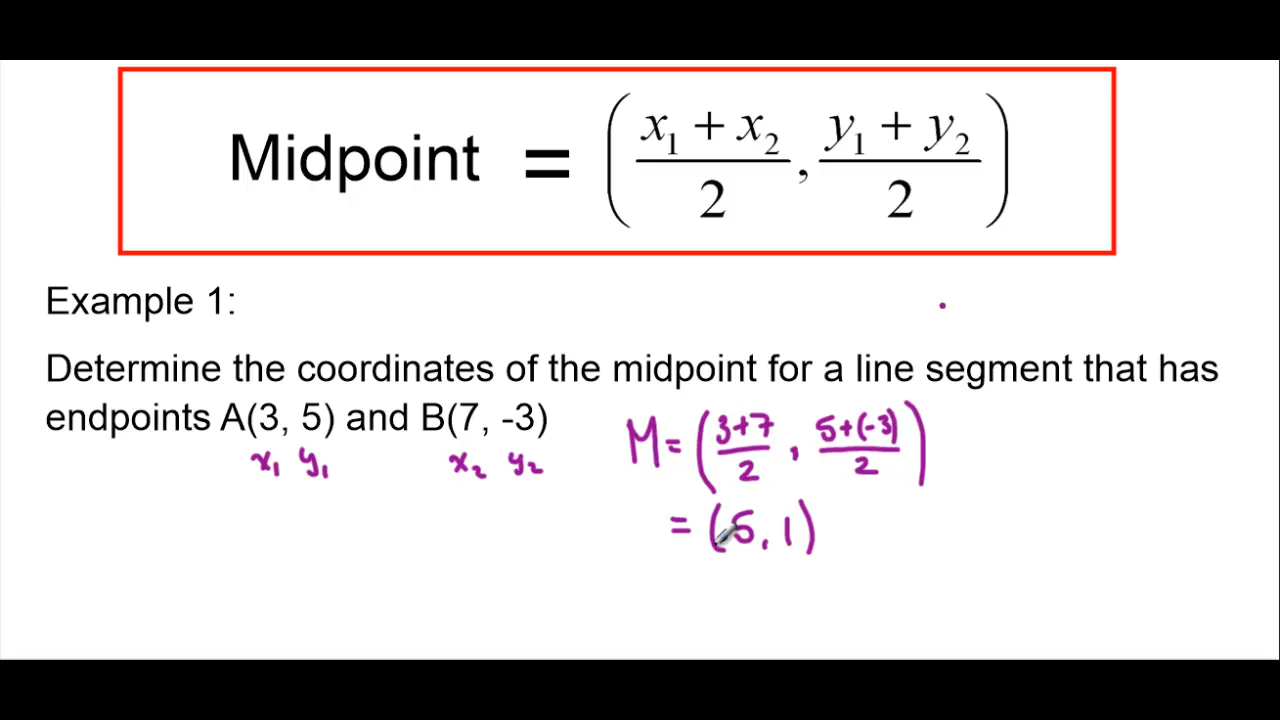 Midpoint = ( x₁ + x₂ / 2 , y₁ + y₂ / 2 )
Example 1:
Determine the coordinates of the midpoint for a line segment that has
endpoints A(3, 5) and B(7, -3)
x₁ y₁ x₂ y₂
M = ( 3+7 / 2 , 5+(-3) / 2 )
= (5, 1)